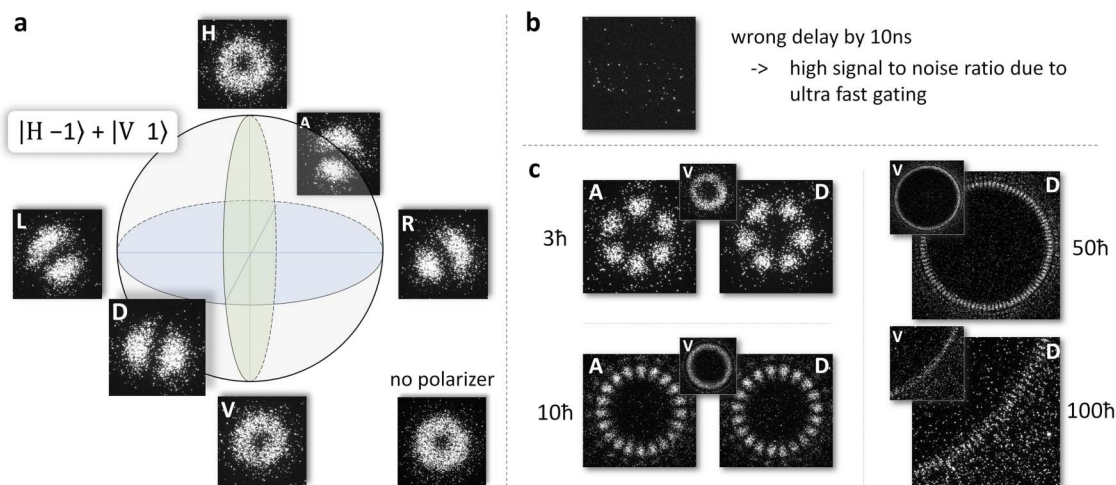 a
H
|H −1⟩ + |V 1⟩
A
L
R
D
V
no polarizer
b
wrong delay by 10ns
-> high signal to noise ratio due to
ultra fast gating
c
A
V
D
3ħ
A
V
D
10ħ
V
D
50ħ
V
D
100ħ